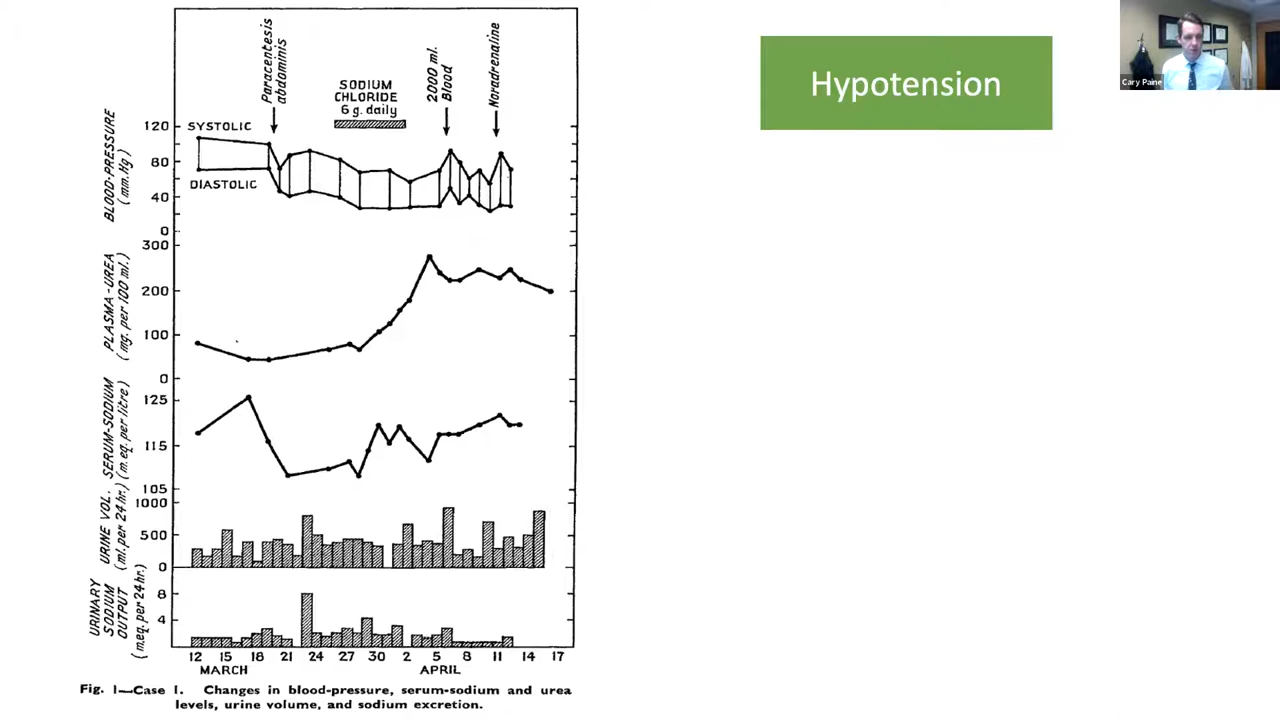 Paracentesis
abdominis
SODIUM
CHLORIDE
6 g. daily
2000 ml.
Blood
Noradrenaline
BLOOD-PRESSURE
(mm.Hg)
120
80
40
0
SYSTOLIC
DIASTOLIC
PLASMA-UREA
(mg. per 100 ml.)
300
200
100
0
SERUM-SODIUM
(m.eq. per litre)
125
115
105
URINE VOL.
(ml. per 24 hr.)
1000
500
0
URINARY
SODIUM
OUTPUT
(m.eq. per 24 hr.)
8
4
12 15 18 21 24 27 30 2 5 8 11 14 17
MARCH APRIL
Fig. 1—Case 1. Changes in blood-pressure, serum-sodium and urea
levels, urine volume, and sodium excretion.
Hypotension
Cary Paine